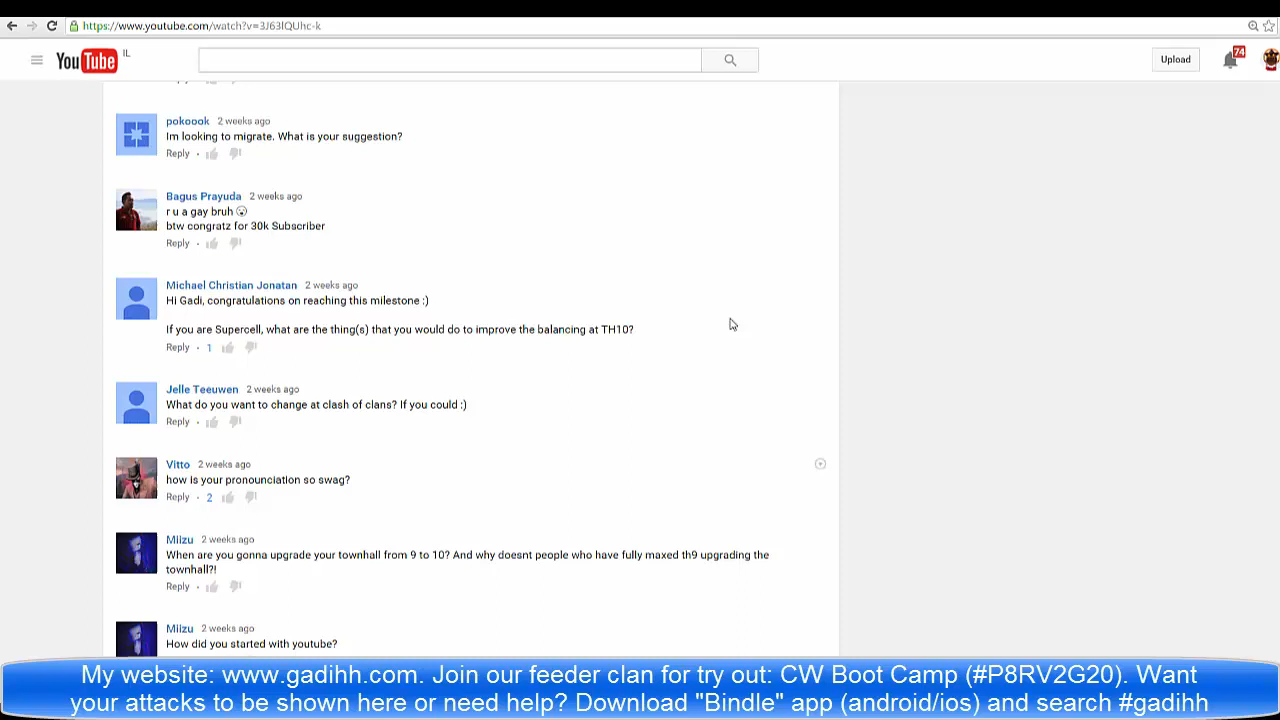 https://www.youtube.com/watch?v=3J63lQUhc-k
YouTube IL
Upload
74
pokoook 2 weeks ago
Im looking to migrate. What is your suggestion?
Reply
Bagus Prayuda 2 weeks ago
r u a gay bruh 😮
btw congratz for 30k Subscriber
Reply
Michael Christian Jonatan 2 weeks ago
Hi Gadi, congratulations on reaching this milestone :)
If you are Supercell, what are the thing(s) that you would do to improve the balancing at TH10?
Reply · 1
Jelle Teeuwen 2 weeks ago
What do you want to change at clash of clans? If you could :)
Reply
Vitto 2 weeks ago
how is your pronounciation so swag?
Reply · 2
Miizu 2 weeks ago
When are you gonna upgrade your townhall from 9 to 10? And why doesnt people who have fully maxed th9 upgrading the
townhall?!
Reply
Miizu 2 weeks ago
How did you started with youtube?
My website: www.gadihh.com. Join our feeder clan for try out: CW Boot Camp (#P8RV2G20). Want
your attacks to be shown here or need help? Download "Bindle" app (android/ios) and search #gadihh